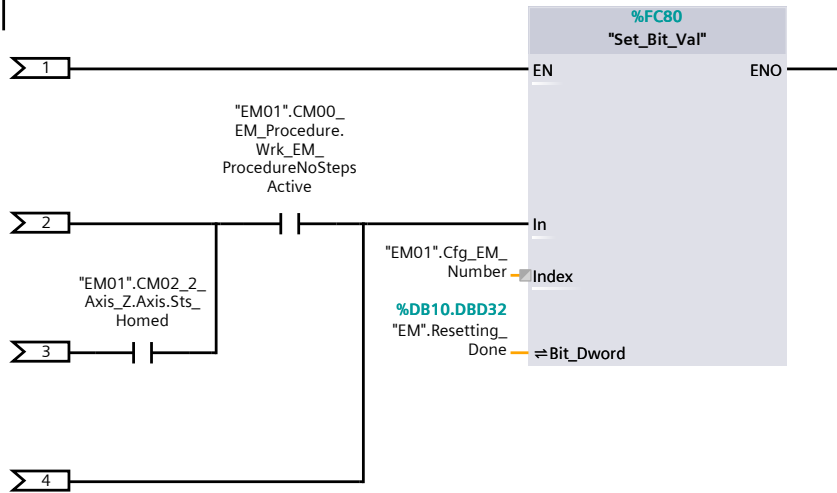 %FC80
"Set_Bit_Val"
1
EN
ENO
"EM01".CM00_
EM_Procedure.
Wrk_EM_
ProcedureNoSteps
Active
2
In
"EM01".Cfg_EM_
Number
Index
"EM01".CM02_2_
Axis_Z.Axis.Sts_
Homed
%DB10.DBD32
"EM".Resetting_
Done
3
⇌Bit_Dword
4